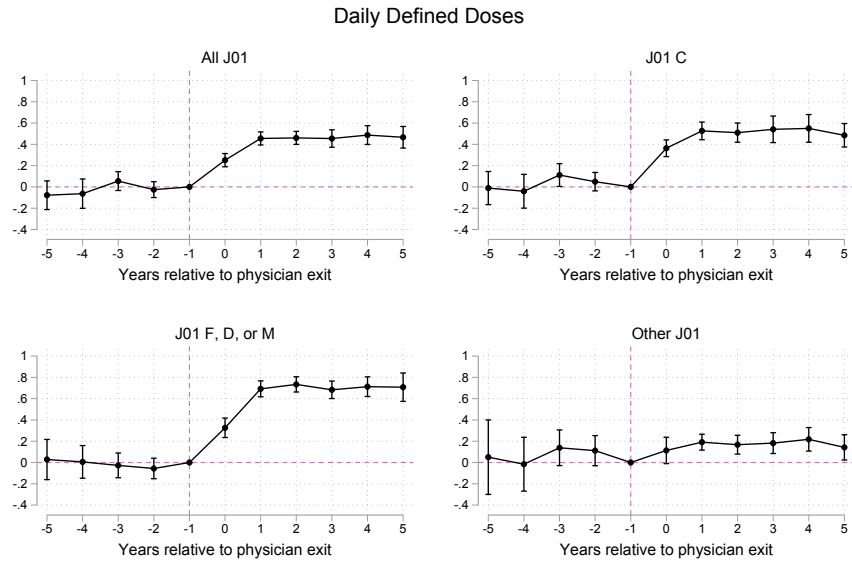 Daily Defined Doses
All J01
1
.8
.6
.4
.2
0
-.2
-.4
-5 -4 -3 -2 -1 0 1 2 3 4 5
Years relative to physician exit
J01 C
1
.8
.6
.4
.2
0
-.2
-.4
-5 -4 -3 -2 -1 0 1 2 3 4 5
Years relative to physician exit
J01 F, D, or M
1
.8
.6
.4
.2
0
-.2
-.4
-5 -4 -3 -2 -1 0 1 2 3 4 5
Years relative to physician exit
Other J01
1
.8
.6
.4
.2
0
-.2
-.4
-5 -4 -3 -2 -1 0 1 2 3 4 5
Years relative to physician exit